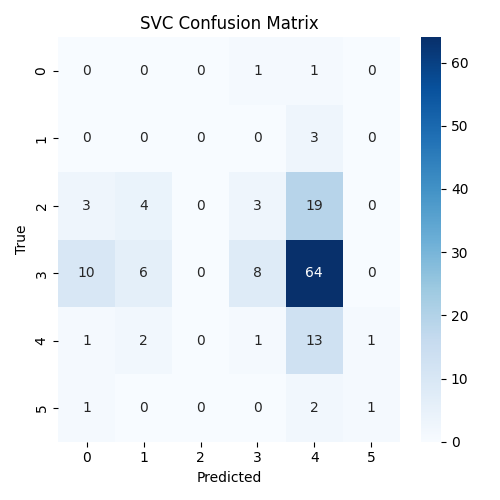 SVC Confusion Matrix
0 0 0 0 1 1 0
1 0 0 0 0 3 0
2 3 4 0 3 19 0
3 10 6 0 8 64 0
4 1 2 0 1 13 1
5 1 0 0 0 2 1
0 1 2 3 4 5
Predicted
True
60
50
40
30
20
10
0